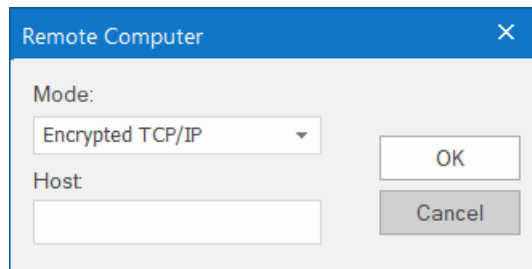 Remote Computer
Mode:
Encrypted TCP/IP
Host:
OK
Cancel